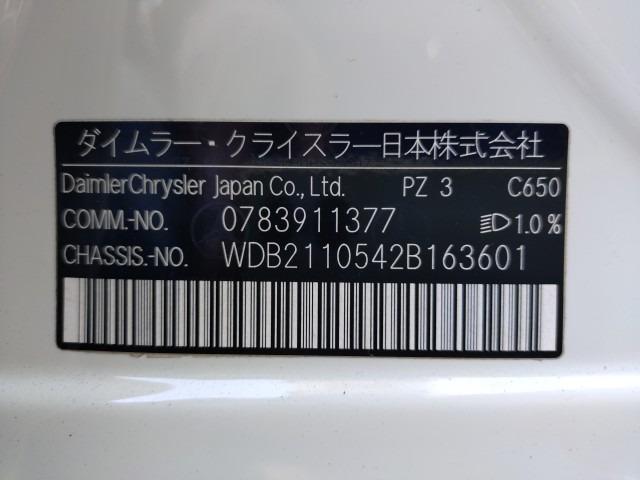 ダイムラー・クライスラー日本株式会社
DaimlerChrysler Japan Co., Ltd. PZ 3 C650
COMM.-NO. 0783911377 1.0%
CHASSIS.-NO. WDB2110542B163601